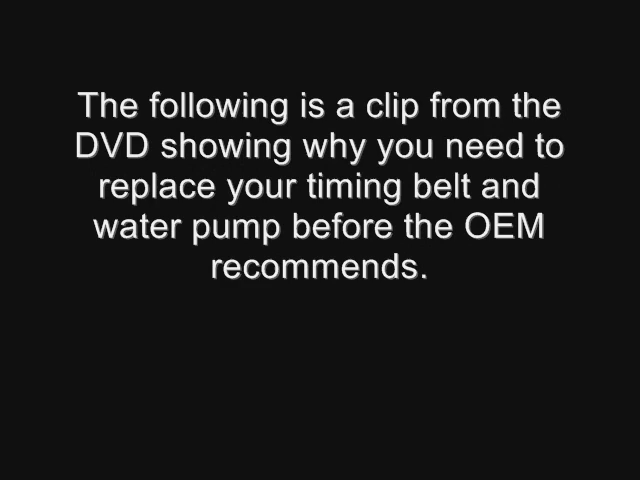 The following is a clip from the
DVD showing why you need to
replace your timing belt and
water pump before the OEM
recommends.